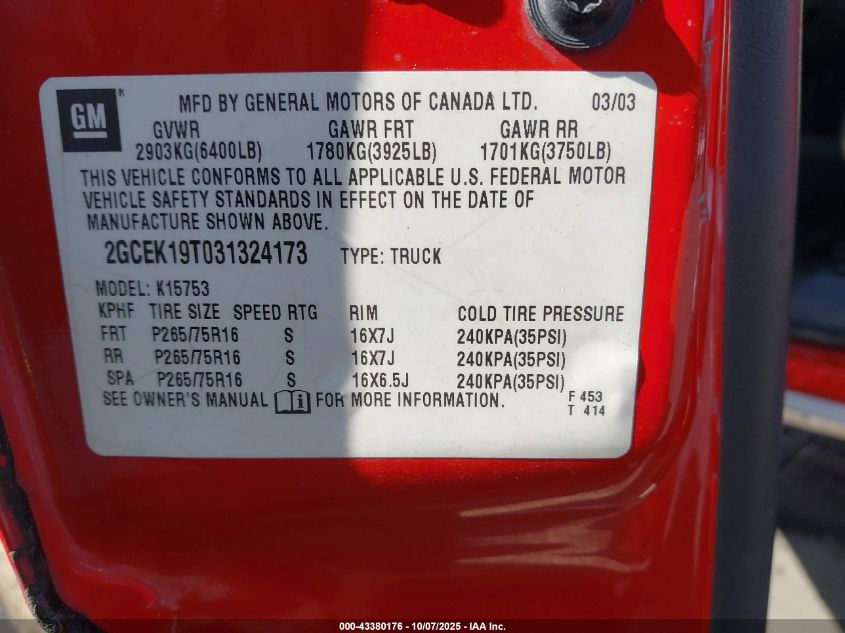 GM ®
MFD BY GENERAL MOTORS OF CANADA LTD. 03/03
GVWR GAWR FRT GAWR RR
2903KG(6400LB) 1780KG(3925LB) 1701KG(3750LB)
THIS VEHICLE CONFORMS TO ALL APPLICABLE U.S. FEDERAL MOTOR
VEHICLE SAFETY STANDARDS IN EFFECT ON THE DATE OF
MANUFACTURE SHOWN ABOVE.
2GCEK19T031324173 TYPE: TRUCK
MODEL: K15753
KPHF TIRE SIZE SPEED RTG RIM COLD TIRE PRESSURE
FRT P265/75R16 S 16X7J 240KPA(35PSI)
RR P265/75R16 S 16X7J 240KPA(35PSI)
SPA P265/75R16 S 16X6.5J 240KPA(35PSI)
SEE OWNER'S MANUAL i FOR MORE INFORMATION. F 453
T 414
000-43380176 - 10/07/2025 - IAA Inc.